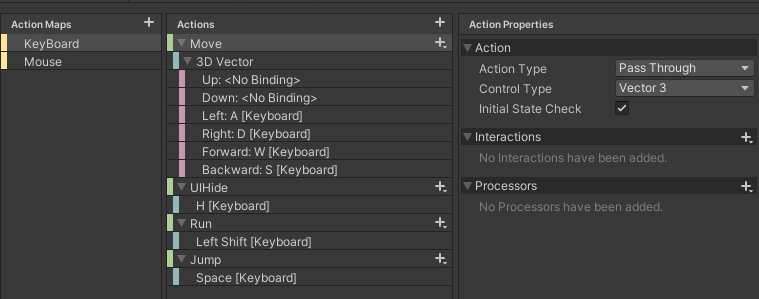 Action Maps
KeyBoard
Mouse
Actions
Move
3D Vector
Up: <No Binding>
Down: <No Binding>
Left: A [Keyboard]
Right: D [Keyboard]
Forward: W [Keyboard]
Backward: S [Keyboard]
UIHide
H [Keyboard]
Run
Left Shift [Keyboard]
Jump
Space [Keyboard]
Action Properties
Action
Action Type Pass Through
Control Type Vector 3
Initial State Check
Interactions
No Interactions have been added.
Processors
No Processors have been added.